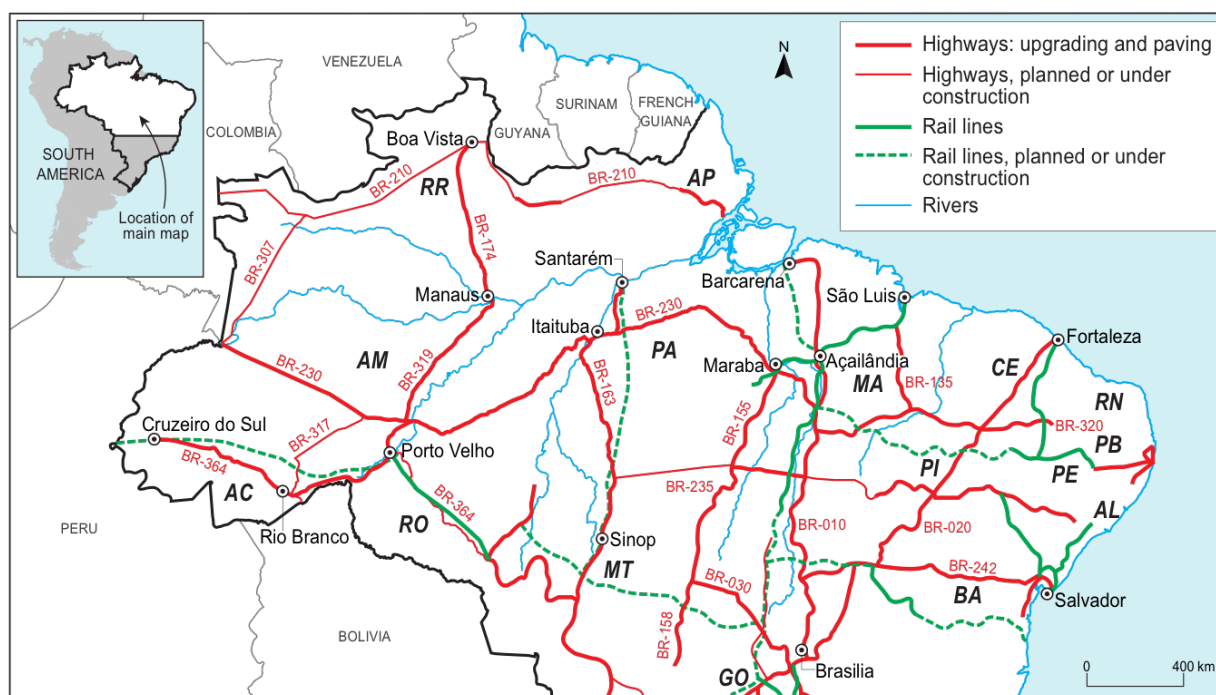 SOUTH
AMERICA
Location of
main map
N
Highways: upgrading and paving
Highways, planned or under
construction
Rail lines
Rail lines, planned or under
construction
Rivers
VENEZUELA
COLOMBIA
GUYANA
SURINAM
FRENCH
GUIANA
Boa Vista
BR-210
RR
BR-210
AP
BR-307
BR-174
Santarém
Barcarena
São Luis
Manaus
Itaituba
BR-230
PA
Fortaleza
AM
BR-319
BR-230
BR-163
Maraba
Açailândia
MA
BR-135
CE
RN
BR-320
PB
Cruzeiro do Sul
BR-317
BR-364
AC
Porto Velho
BR-155
PI
PE
BR-235
AL
PERU
Rio Branco
RO
BR-364
Sinop
MT
BR-010
BR-020
BR-030
BR-242
BA
Salvador
BOLIVIA
BR-158
GO
Brasilia
0
400 km